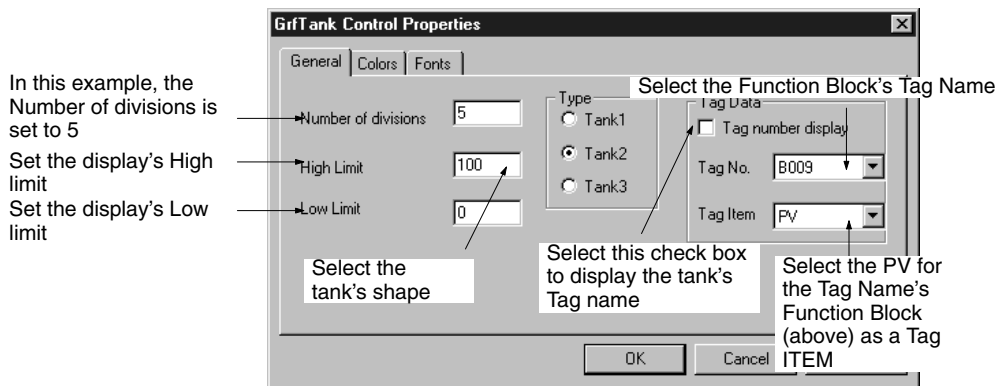 GrfTank Control Properties
General
Colors
Fonts
In this example, the
Number of divisions is
set to 5
Set the display's High
limit
Set the display's Low
limit
Number of divisions
5
High Limit
100
Low Limit
0
Select the
tank's shape
Type
Tank1
Tank2
Tank3
Select the Function Block's Tag Name
Tag Data
Tag number display
Tag No.
B009
Tag Item
PV
Select this check box
to display the tank's
Tag name
Select the PV for
the Tag Name's
Function Block
(above) as a Tag
ITEM
OK
Cancel